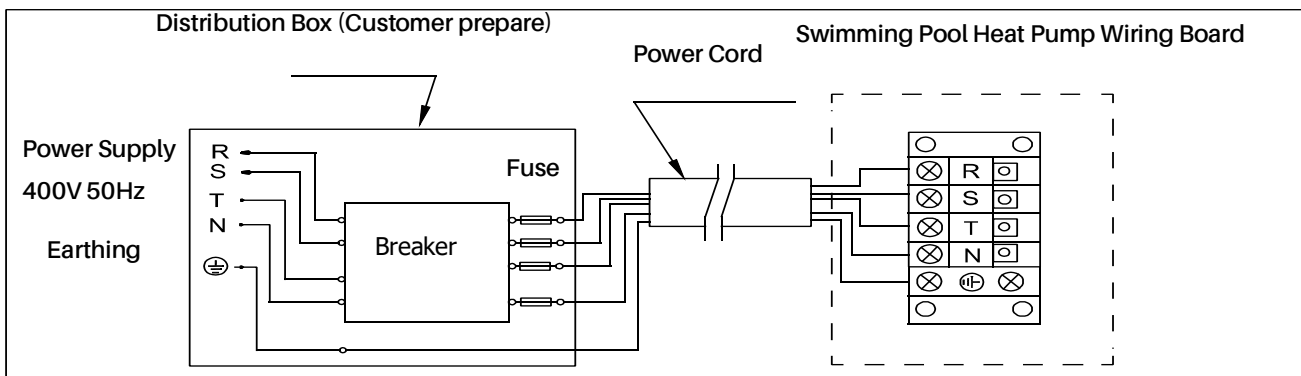 Distribution Box (Customer prepare)
Swimming Pool Heat Pump Wiring Board
Power Cord
Power Supply
400V 50Hz
Earthing
R
S
T
N
Fuse
Breaker
R
S
T
N